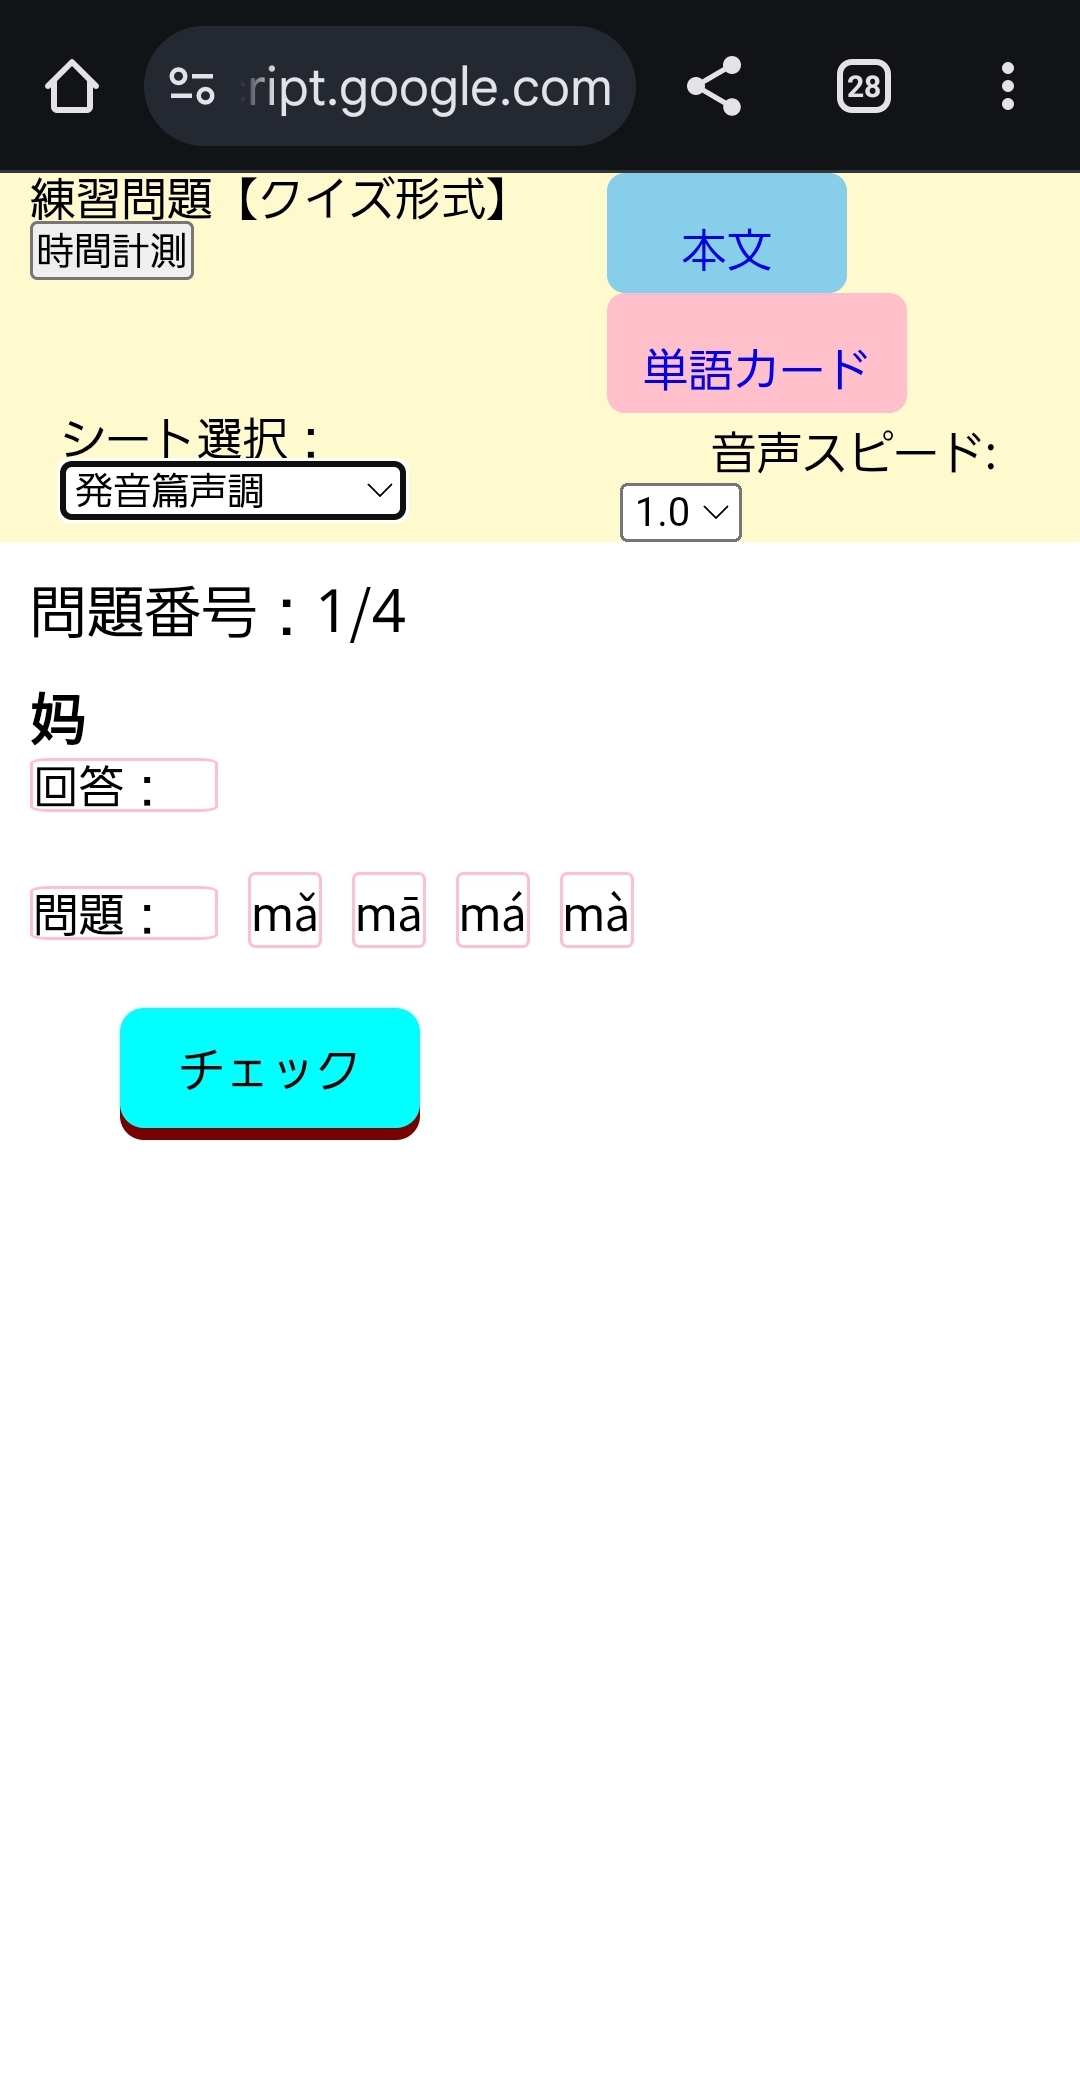 ript.google.com
28
練習問題【クイズ形式】
時間計測
本文
単語カード
シート選択：
発音篇声調
音声スピード:
1.0
問題番号：1/4
妈
回答：
問題： mǎ mā má mà
チェック